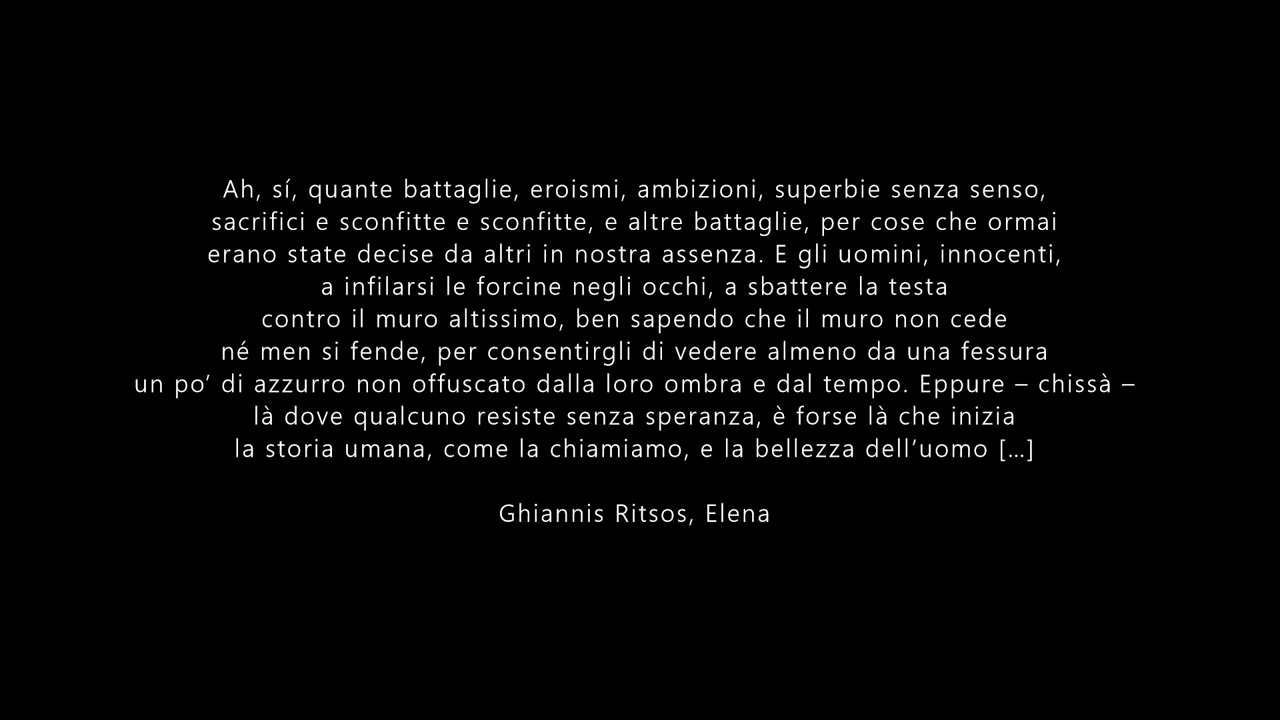 Ah, sí, quante battaglie, eroismi, ambizioni, superbie senza senso,
sacrifici e sconfitte e sconfitte, e altre battaglie, per cose che ormai
erano state decise da altri in nostra assenza. E gli uomini, innocenti,
a infilarsi le forcine negli occhi, a sbattere la testa
contro il muro altissimo, ben sapendo che il muro non cede
né men si fende, per consentirgli di vedere almeno da una fessura
un po’ di azzurro non offuscato dalla loro ombra e dal tempo. Eppure – chissà –
là dove qualcuno resiste senza speranza, è forse là che inizia
la storia umana, come la chiamiamo, e la bellezza dell’uomo […]
Ghiannis Ritsos, Elena